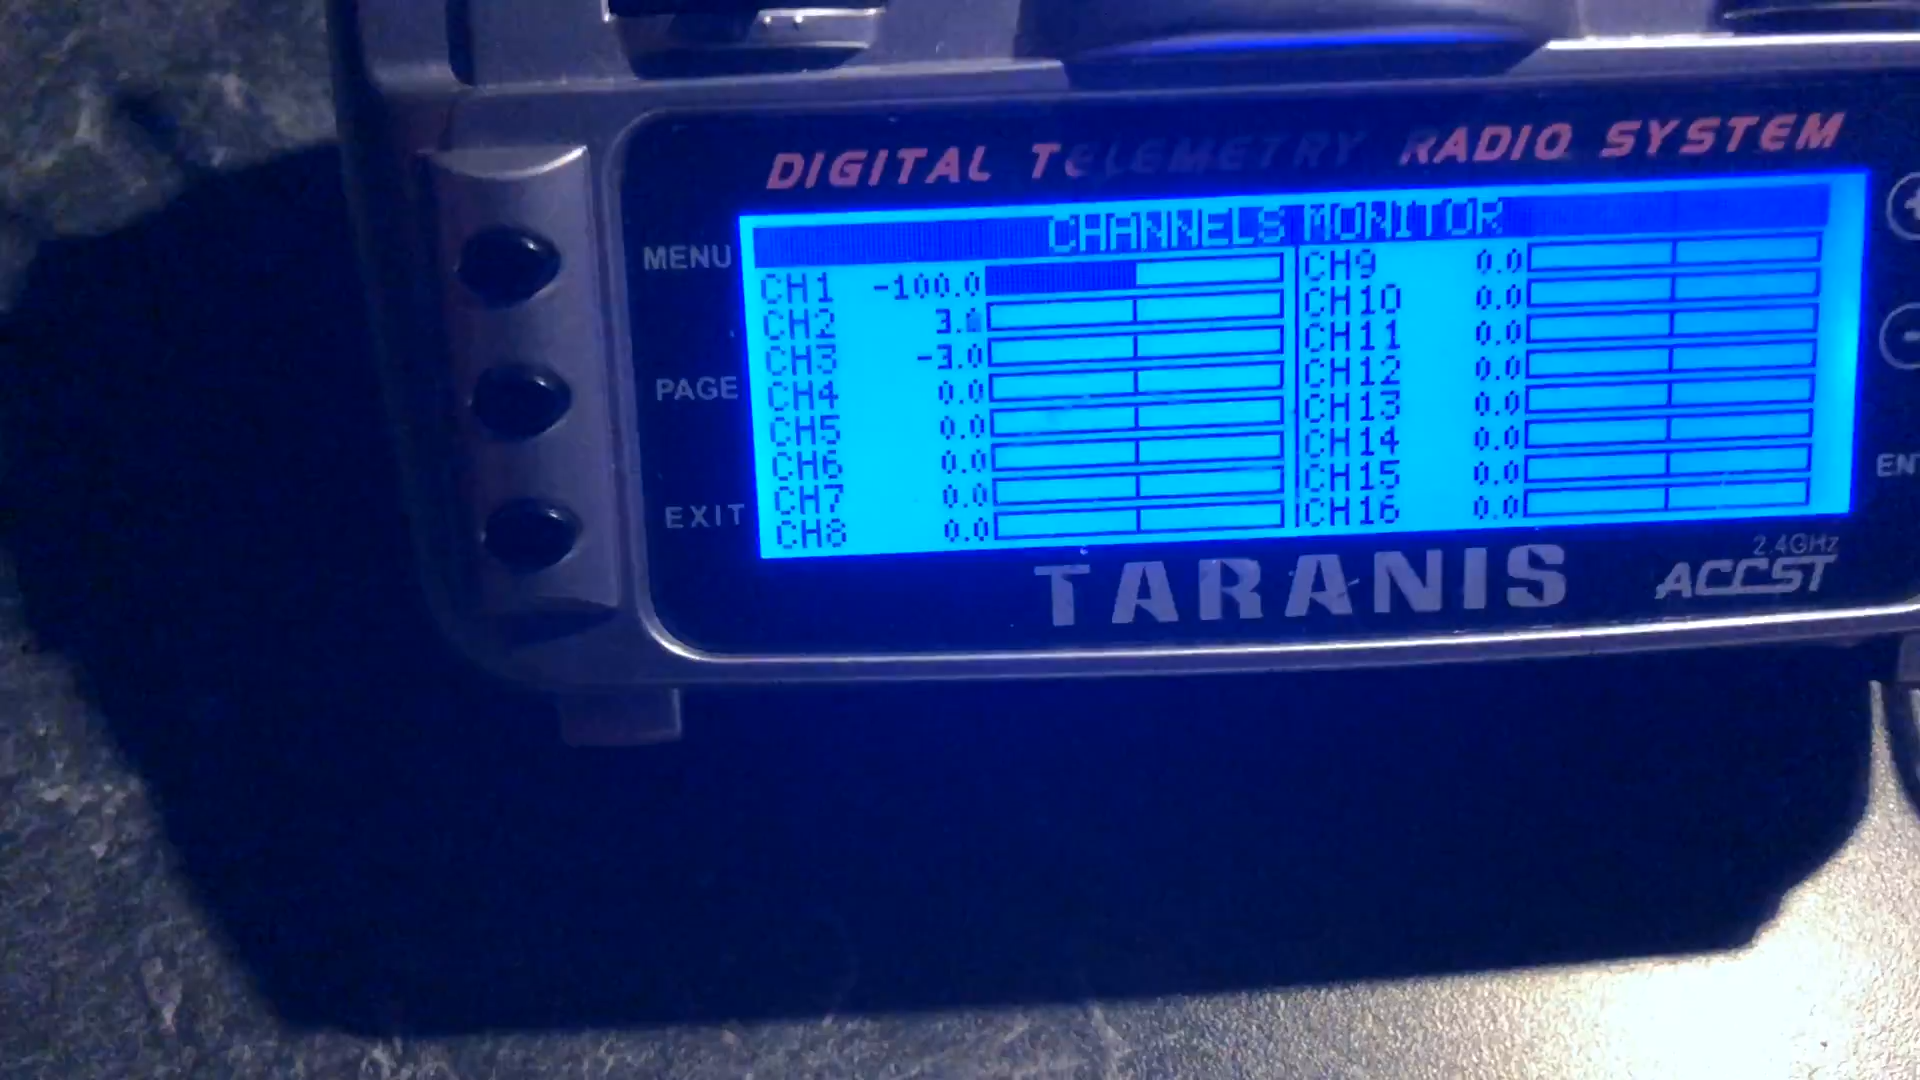 DIGITAL TELEMETRY RADIO SYSTEM
CHANNELS MONITOR
MENU
PAGE
EXIT
CH1 -100.0
CH2
CH3 -3.0
CH4 0.0
CH5 0.0
CH6 0.0
CH7 0.0
CH8 0.0
CH9 0.0
CH10 0.0
CH11 0.0
CH12 0.0
CH13 0.0
CH14 0.0
CH15 0.0
CH16 0.0
TARANIS
2.4GHz
ACCST